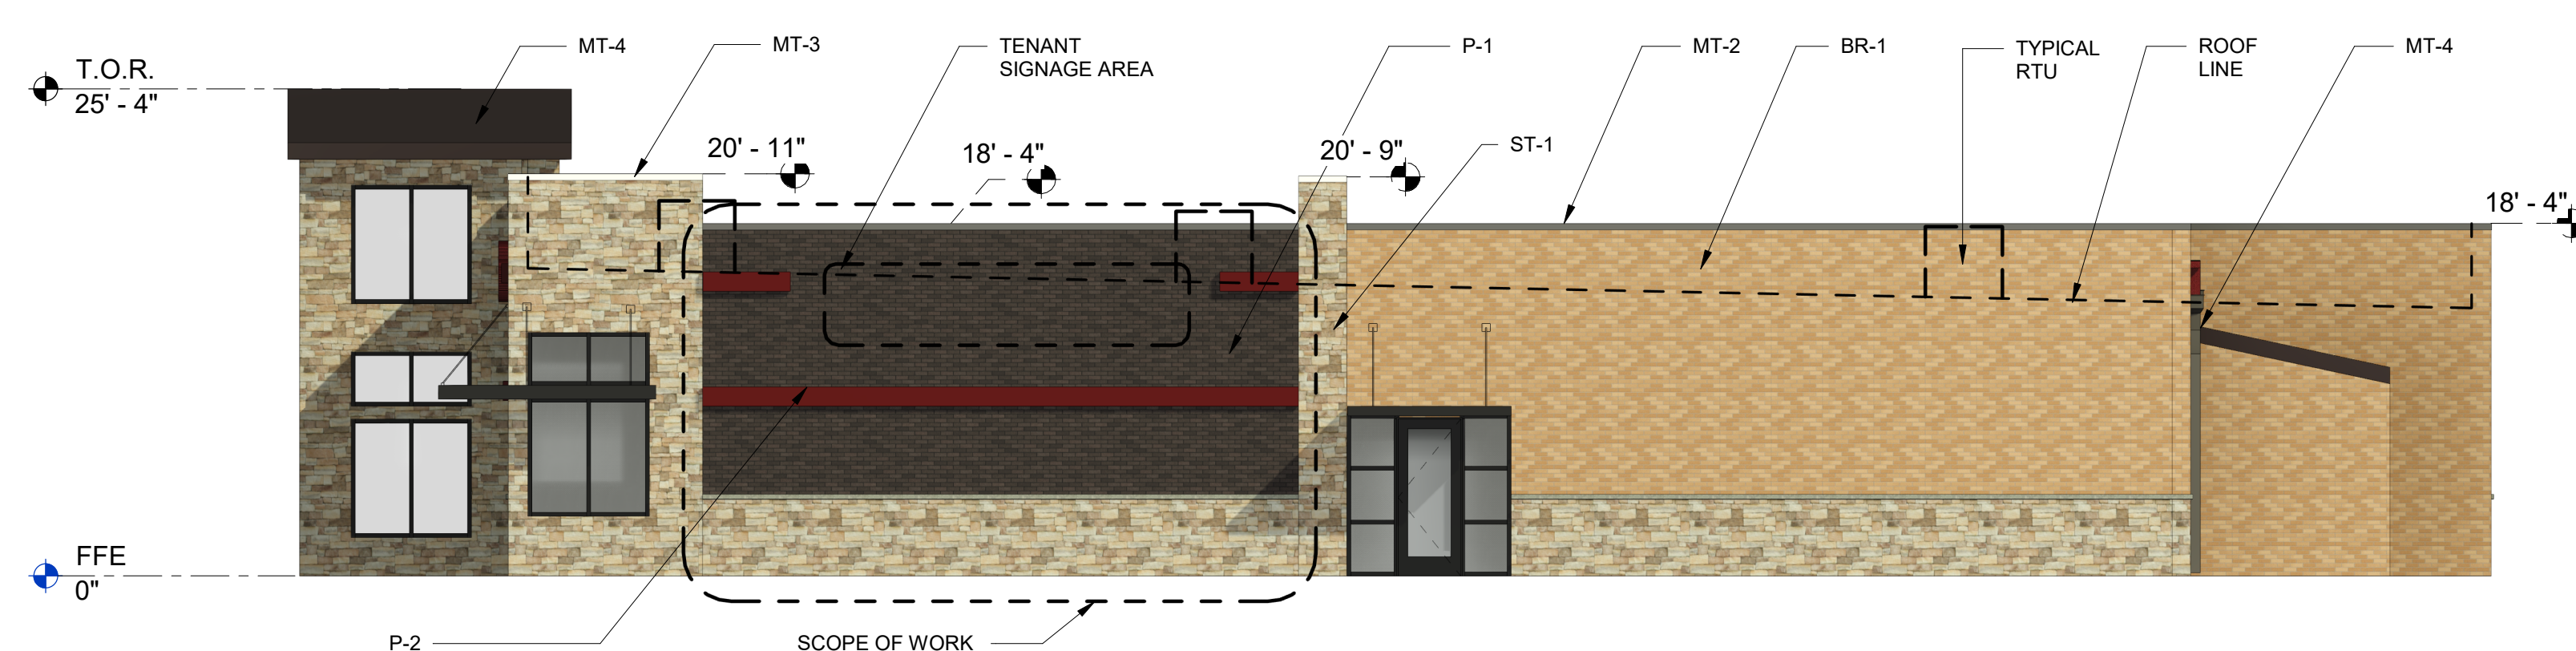 MT-4
MT-3
TENANT
SIGNAGE AREA
P-1
MT-2
BR-1
TYPICAL
RTU
ROOF
LINE
MT-4
T.O.R.
25' - 4"
20' - 11"
18' - 4"
20' - 9"
ST-1
18' - 4"
FFE
0"
P-2
SCOPE OF WORK